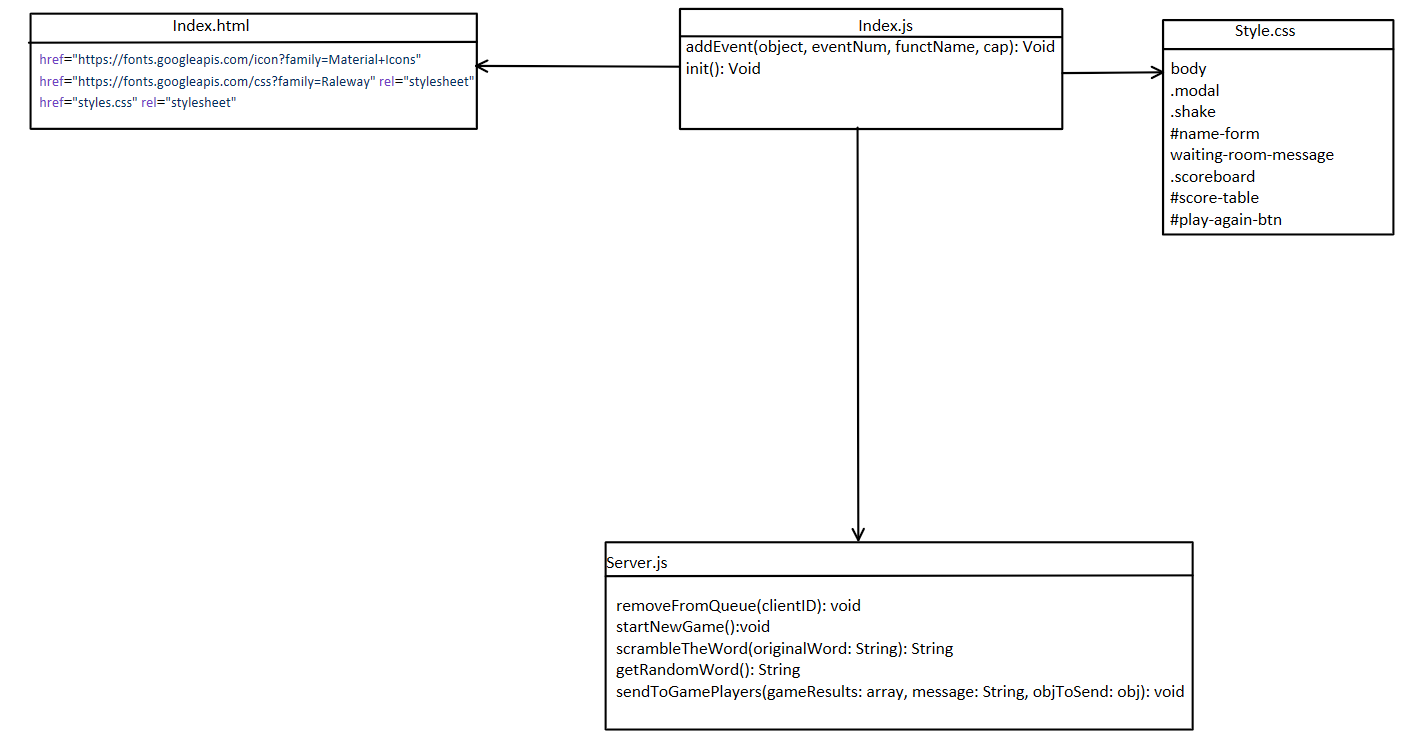 Index.html
href="https://fonts.googleapis.com/icon?family=Material+Icons"
href="https://fonts.googleapis.com/css?family=Raleway" rel="stylesheet"
href="styles.css" rel="stylesheet"
Index.js
addEvent(object, eventNum, functName, cap): Void
init(): Void
Style.css
body
.modal
.shake
#name-form
waiting-room-message
.scoreboard
#score-table
#play-again-btn
Server.js
removeFromQueue(clientID): void
startNewGame():void
scrambleTheWord(originalWord: String): String
getRandomWord(): String
sendToGamePlayers(gameResults: array, message: String, objToSend: obj): void